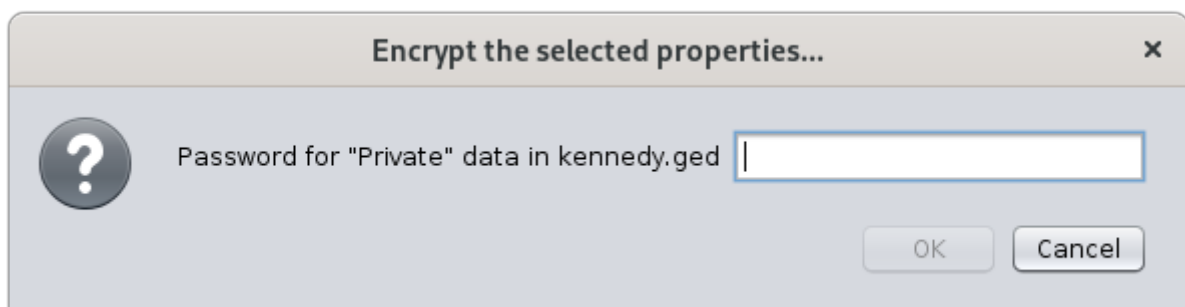 Encrypt the selected properties...
Password for "Private" data in kennedy.ged
OK
Cancel